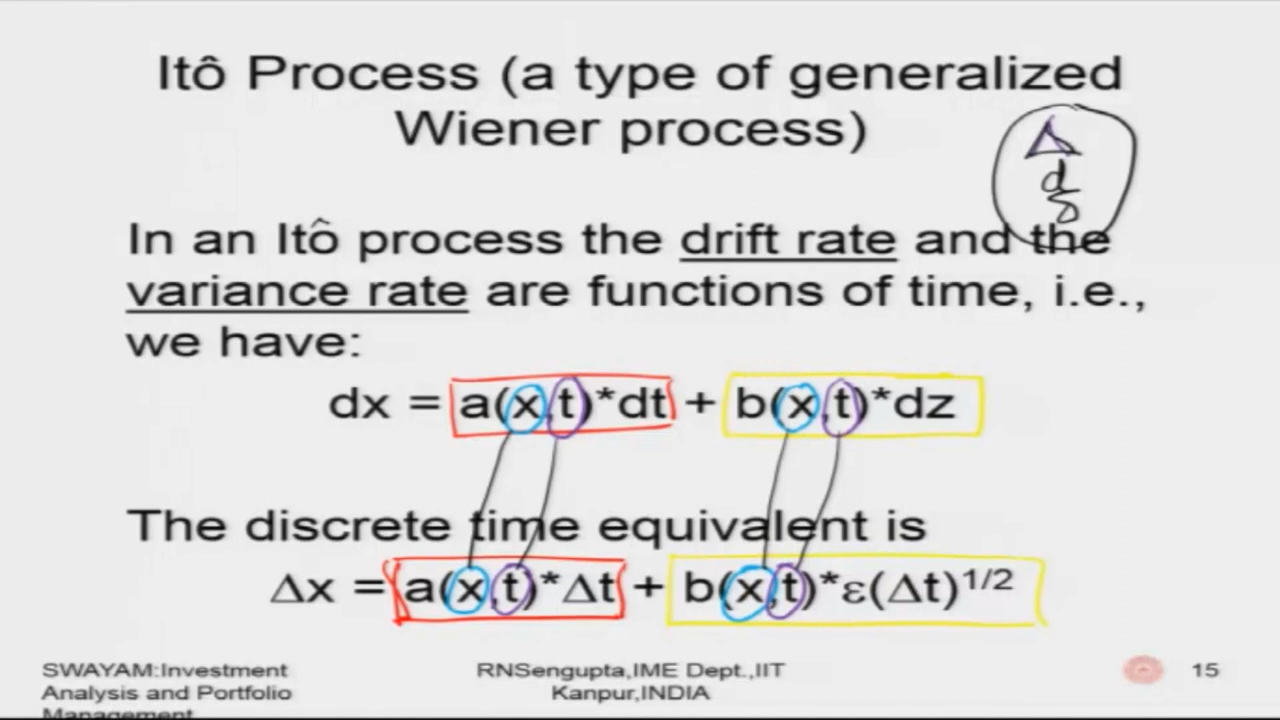 Itô Process (a type of generalized
Wiener process)
Δ
d
δ
In an Itô process the drift rate and the
variance rate are functions of time, i.e.,
we have:
dx = a(x,t)*dt + b(x,t)*dz
The discrete time equivalent is
Δx = a(x,t)*Δt + b(x,t)*ε(Δt)^1/2
SWAYAM:Investment
Analysis and Portfolio
Management
RNSengupta,IME Dept.,IIT
Kanpur,INDIA
15